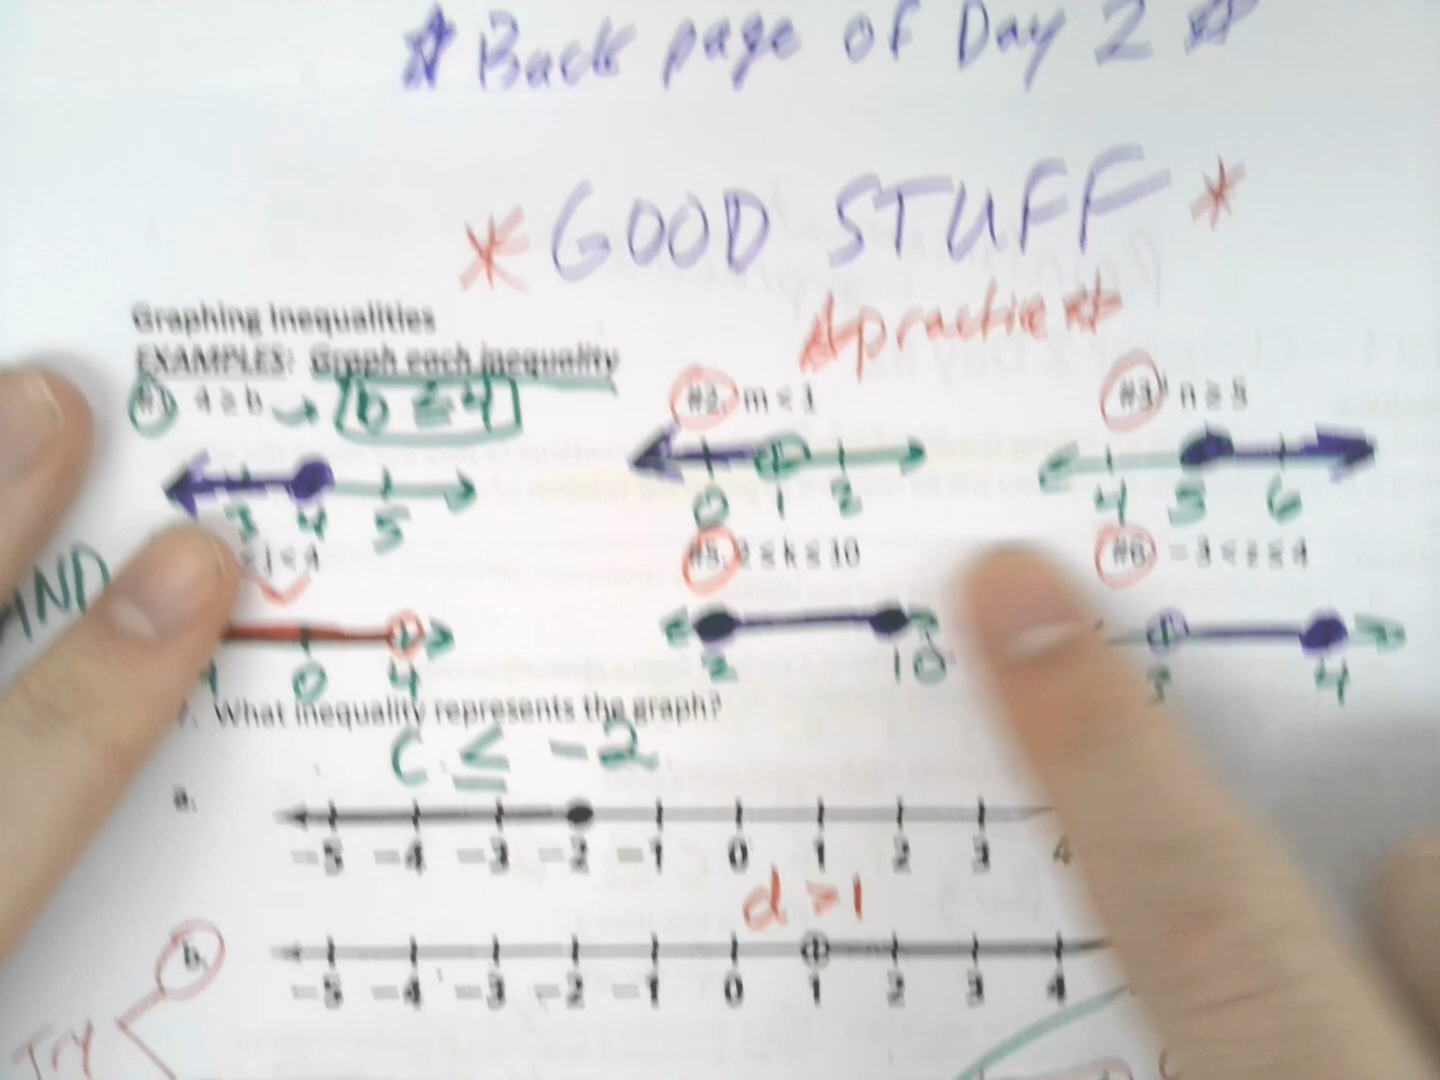 * Back page of Day 2 *
* GOOD STUFF *
Graphing Inequalities
*practice*
EXAMPLES: Graph each inequality
#1. 4 ≥ b → b ≤ 4
#2. m < 1
#3. n ≥ 5
3 4 5
0 1 2
4 5 6
AND
< j < 4
#5. 2 ≤ k ≤ 10
#6. -3 < z ≤ 4
0 4
2 10
4
What inequality represents the graph?
C ≤ -2
a.
-5 -4 -3 -2 -1 0 1 2 3 4
d > 1
b.
-5 -4 -3 -2 -1 0 1 2 3 4
Try